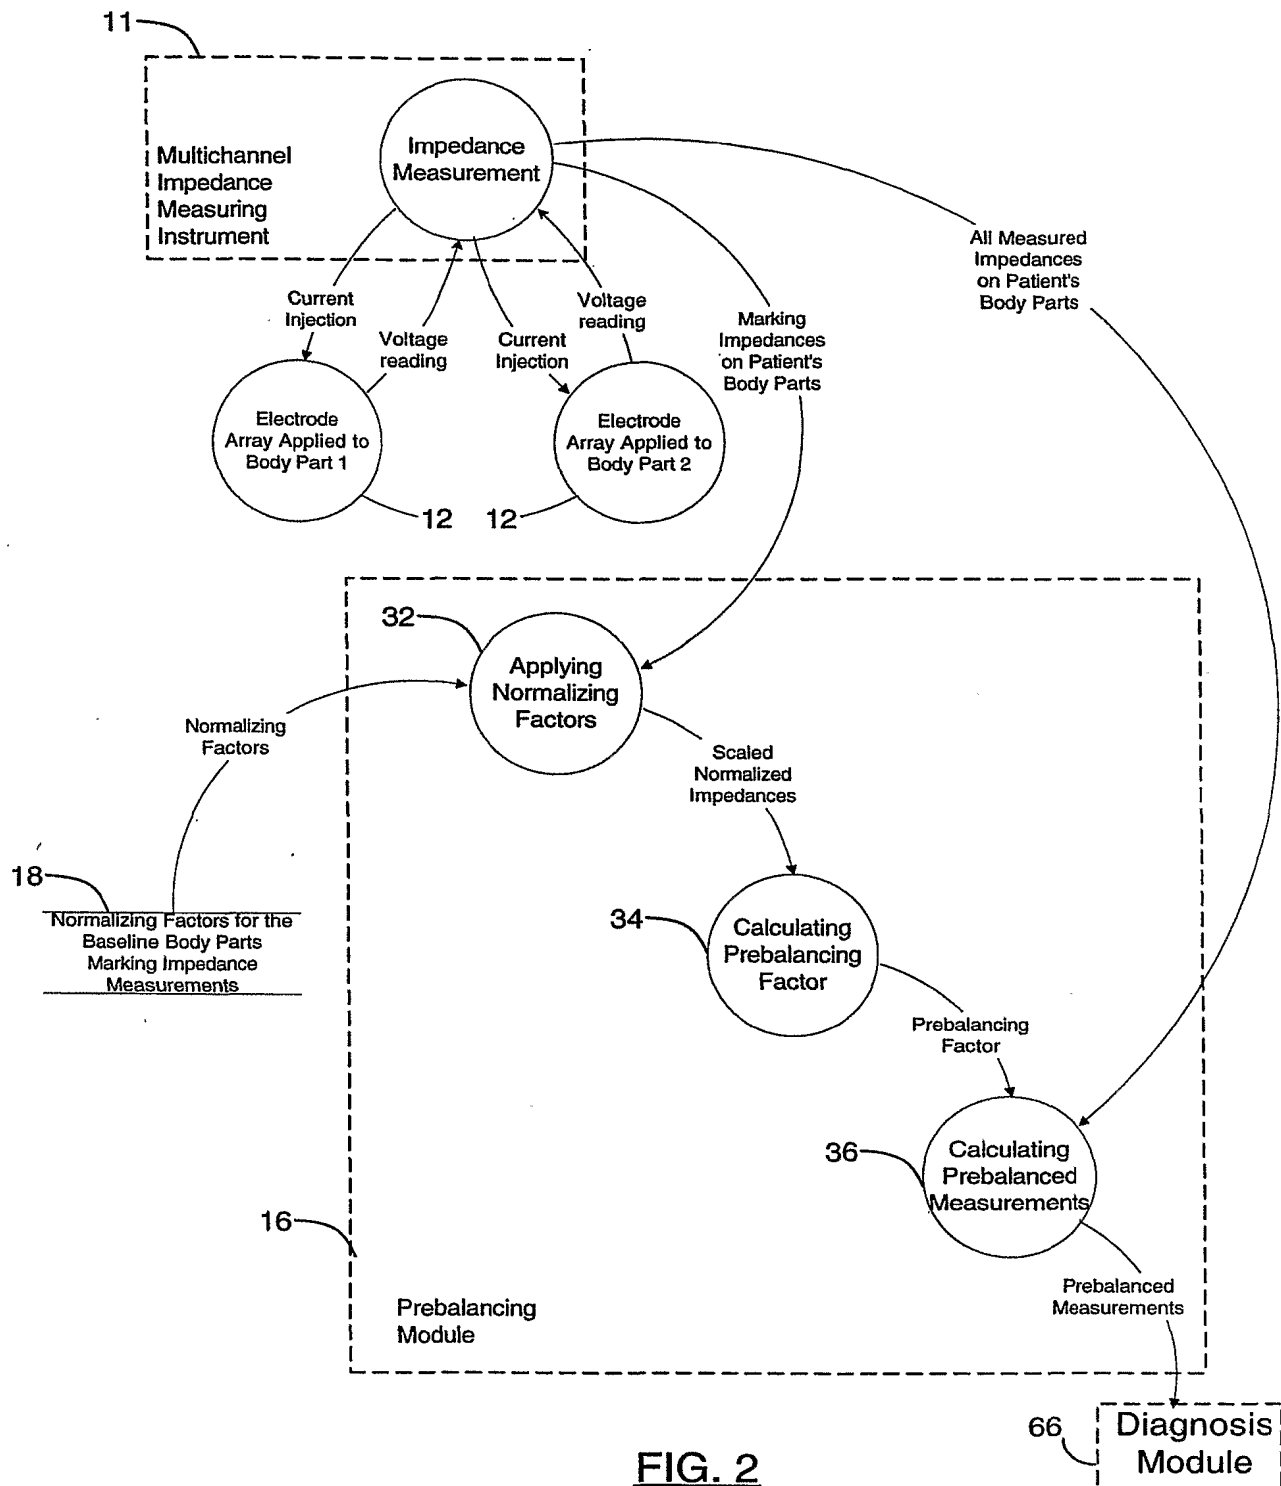 11
Multichannel
Impedance
Measuring
Instrument
Impedance
Measurement
All Measured
Impedances
on Patient's
Body Parts
Current
Injection
Voltage
reading
Current
Injection
Voltage
reading
Marking
Impedances
on Patient's
Body Parts
Electrode
Array Applied to
Body Part 1
Electrode
Array Applied to
Body Part 2
12
12
32
Applying
Normalizing
Factors
Normalizing
Factors
Scaled
Normalized
Impedances
18
Normalizing Factors for the
Baseline Body Parts
Marking Impedance
Measurements
34
Calculating
Prebalancing
Factor
Prebalancing
Factor
36
Calculating
Prebalanced
Measurements
16
Prebalancing
Module
Prebalanced
Measurements
66
Diagnosis
Module
FIG. 2